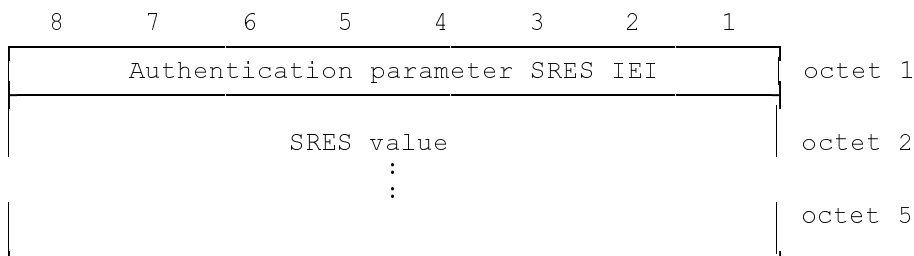 8 7 6 5 4 3 2 1
Authentication parameter SRES IEI octet 1
SRES value octet 2
:
:
octet 5